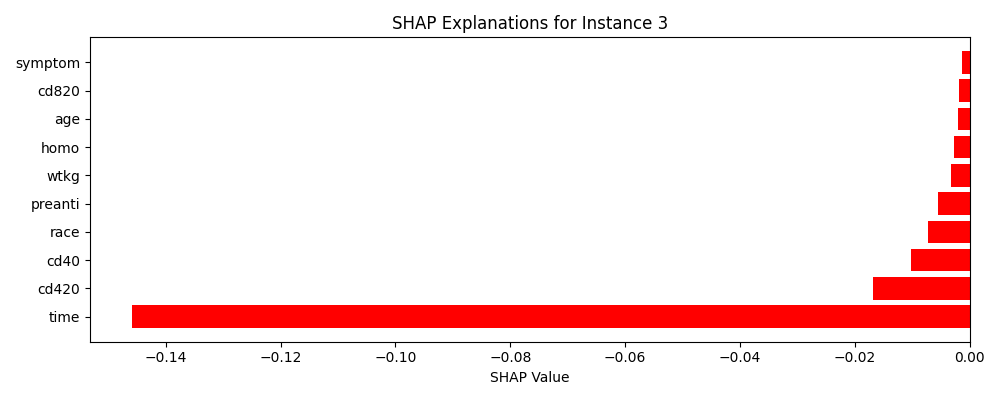 SHAP Explanations for Instance 3
symptom
cd820
age
homo
wtkg
preanti
race
cd40
cd420
time
−0.14 −0.12 −0.10 −0.08 −0.06 −0.04 −0.02 0.00
SHAP Value